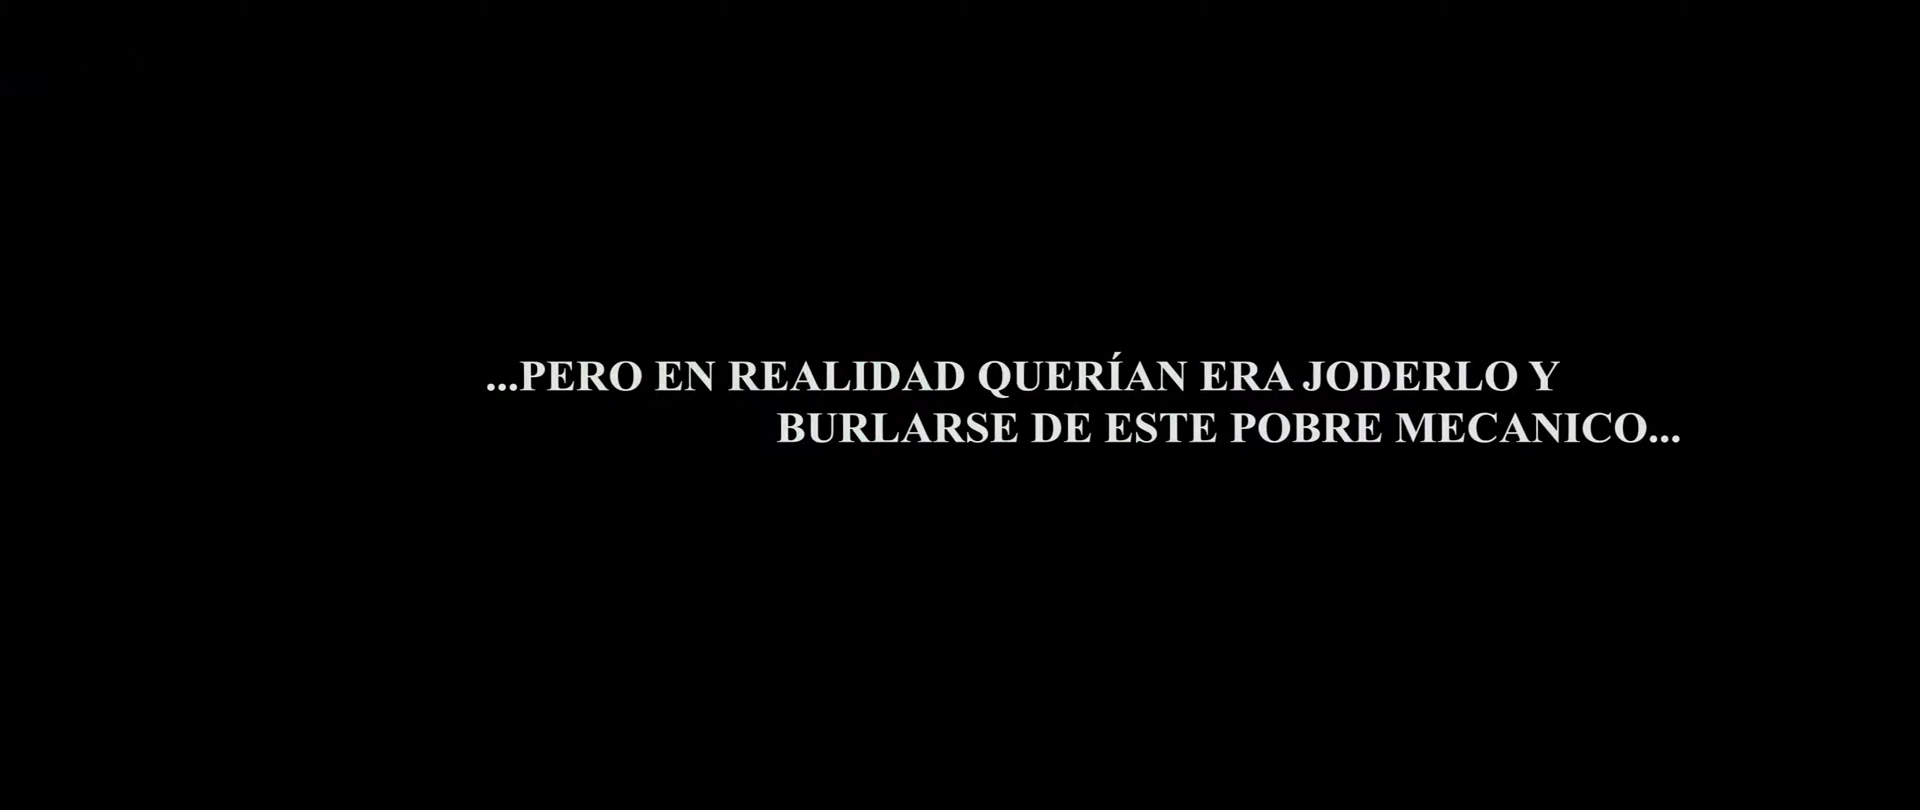 ...PERO EN REALIDAD QUERÍAN ERA JODERLO Y
BURLARSE DE ESTE POBRE MECANICO...